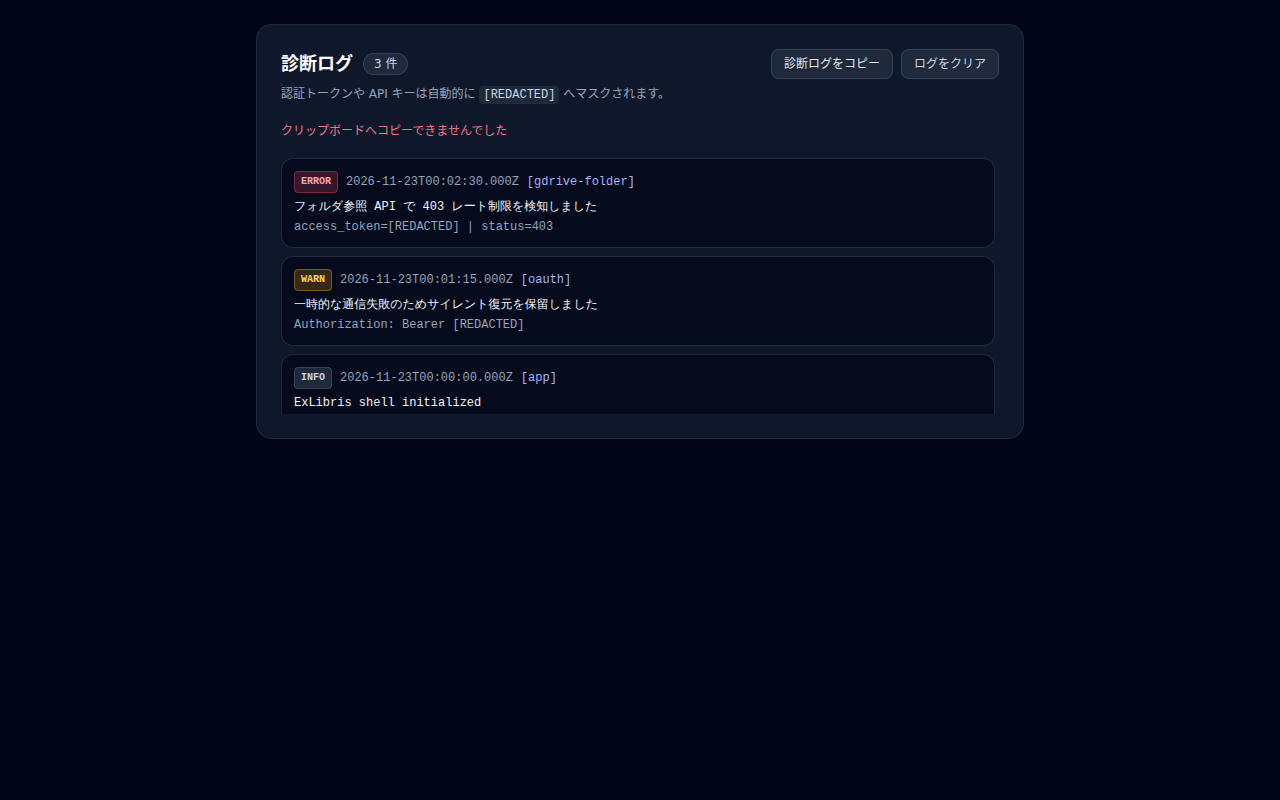 診断ログ 3 件 診断ログをコピー ログをクリア
認証トークンや API キーは自動的に [REDACTED] へマスクされます。
クリップボードへコピーできませんでした
ERROR 2026-11-23T00:02:30.000Z [gdrive-folder]
フォルダ参照 API で 403 レート制限を検知しました
access_token=[REDACTED] | status=403
WARN 2026-11-23T00:01:15.000Z [oauth]
一時的な通信失敗のためサイレント復元を保留しました
Authorization: Bearer [REDACTED]
INFO 2026-11-23T00:00:00.000Z [app]
ExLibris shell initialized